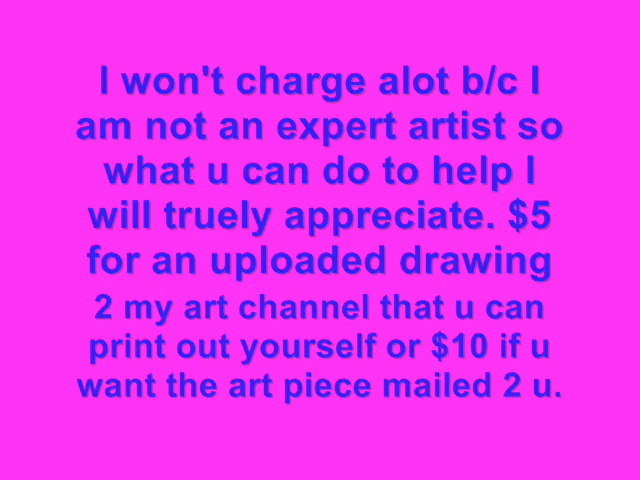 I won't charge alot b/c I
am not an expert artist so
what u can do to help I
will truely appreciate. $5
for an uploaded drawing
2 my art channel that u can
print out yourself or $10 if u
want the art piece mailed 2 u.